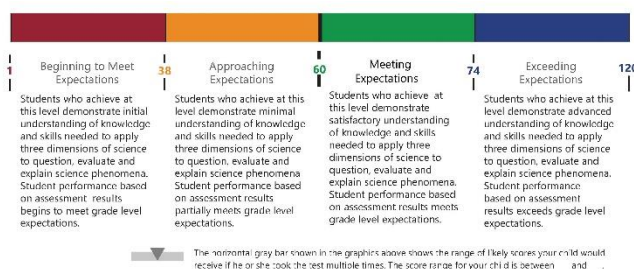 1 Beginning to Meet Expectations 38 Approaching Expectations 60 Meeting Expectations 74 Exceeding Expectations 120
Students who achieve at
this level demonstrate initial
understanding of knowledge
and skills needed to apply
three dimensions of science
to question, evaluate and
explain science phenomena.
Student performance based
on assessment results
begins to meet grade level
expectations.
Students who achieve at this
level demonstrate minimal
understanding of knowledge
and skills needed to apply
three dimensions of science
to question, evaluate and
explain science phenomena
Student performance based
on assessment results
partially meets grade level
expectations.
Students who achieve at
this level demonstrate
satisfactory understanding
of knowledge and skills
needed to apply three
dimensions of science to
question, evaluate and
explain science phenomena.
Student performance based
on assessment results meets
grade level expectations.
Students who achieve at this
level demonstrate advanced
understanding of knowledge
and skills needed to apply
three dimensions of science
to question, evaluate and
explain science phenomena.
Student performance
based on assessment
results exceeds grade level
expectations.
The horizontal gray bar shown in the graphics above shows the range of likely scores your child would
receive if he or she took the test multiple times. The score range for your child is between and .